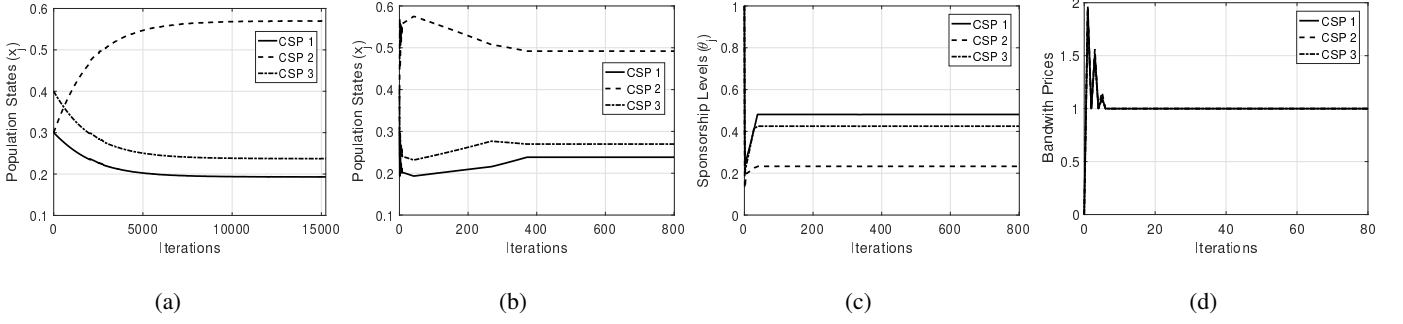 0.6
0.5
0.4
0.3
0.2
0.1
0
5000
10000
15000
Iterations
Population States (xj)
CSP 1
CSP 2
CSP 3
(a)
0.6
0.5
0.4
0.3
0.2
0.1
0
200
400
600
800
Iterations
Population States (xj)
CSP 1
CSP 2
CSP 3
(b)
1
0.8
0.6
0.4
0.2
0
0
200
400
600
800
Iterations
Sponsorship Levels (θj)
CSP 1
CSP 2
CSP 3
(c)
2
1.5
1
0.5
0
0
20
40
60
80
Iterations
Bandwith Prices
CSP 1
CSP 2
CSP 3
(d)